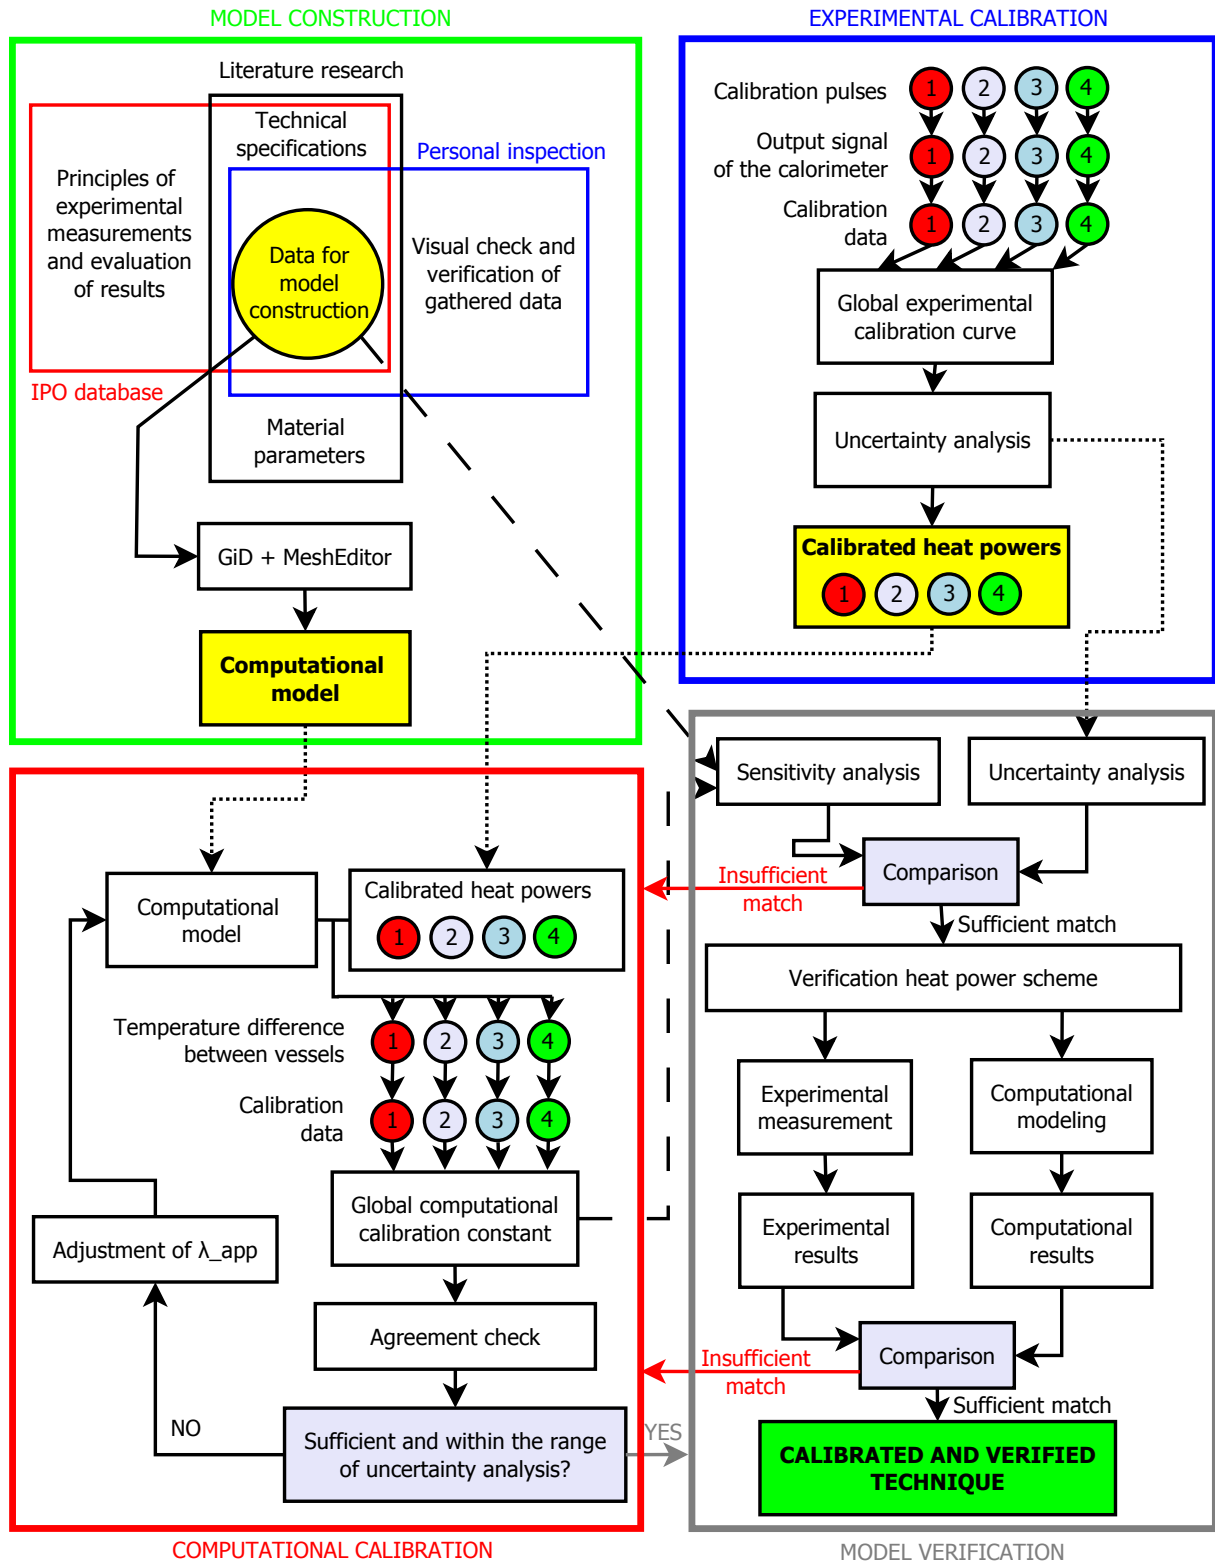 MODEL CONSTRUCTION
Literature research
Technical
specifications
Personal inspection
Principles of
experimental
measurements
and evaluation
of results
Data for
model
construction
Visual check and
verification of
gathered data
IPO database
Material
parameters
GiD + MeshEditor
Computational
model
EXPERIMENTAL CALIBRATION
Calibration pulses
1 2 3 4
Output signal
of the calorimeter
1 2 3 4
Calibration
data
1 2 3 4
Global experimental
calibration curve
Uncertainty analysis
Calibrated heat powers
1 2 3 4
Computational
model
Calibrated heat powers
1 2 3 4
Temperature difference
between vessels
1 2 3 4
Calibration
data
1 2 3 4
Global computational
calibration constant
Adjustment of λ_app
Agreement check
NO
Sufficient and within the range
of uncertainty analysis?
YES
COMPUTATIONAL CALIBRATION
Sensitivity analysis
Uncertainty analysis
Comparison
Insufficient
match
Sufficient match
Verification heat power scheme
Experimental
measurement
Computational
modeling
Experimental
results
Computational
results
Comparison
Insufficient
match
Sufficient match
CALIBRATED AND VERIFIED
TECHNIQUE
MODEL VERIFICATION